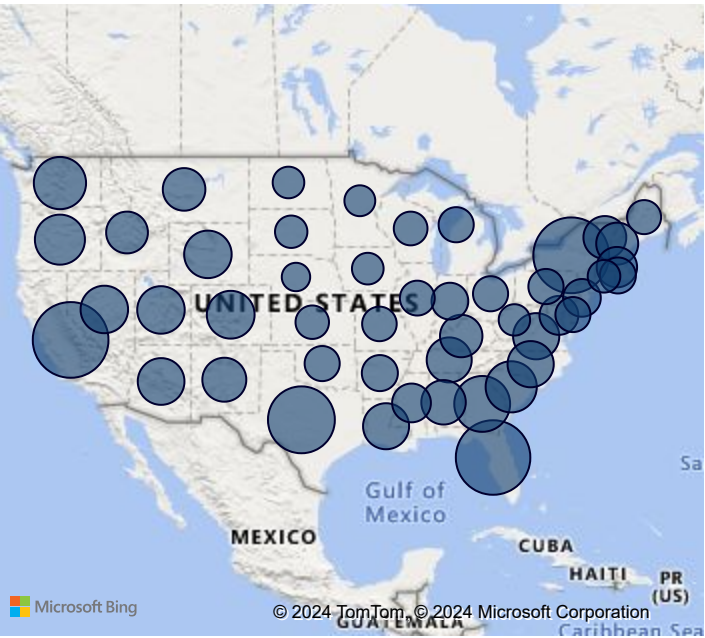 UNITED STATES
Gulf of
Mexico
Sa
MEXICO
CUBA
HAITI
PR
(US)
Microsoft Bing
© 2024 TomTom, © 2024 Microsoft Corporation
GUATEMALA
Caribbean Sea